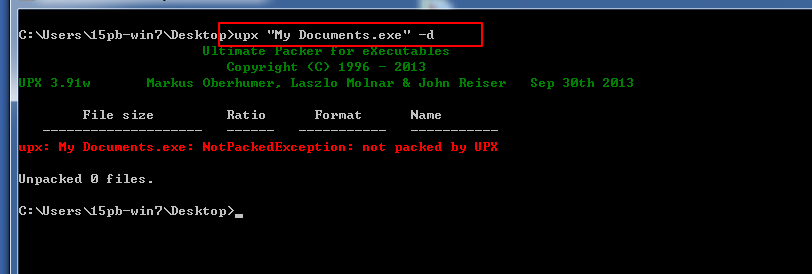 C:\Users\15pb-win7\Desktop>upx "My Documents.exe" -d
Ultimate Packer for eXecutables
Copyright (C) 1996 - 2013
UPX 3.91w Markus Oberhumer, Laszlo Molnar & John Reiser Sep 30th 2013
File size Ratio Format Name
-------------------- ------ ----------- -----------
upx: My Documents.exe: NotPackedException: not packed by UPX
Unpacked 0 files.
C:\Users\15pb-win7\Desktop>_